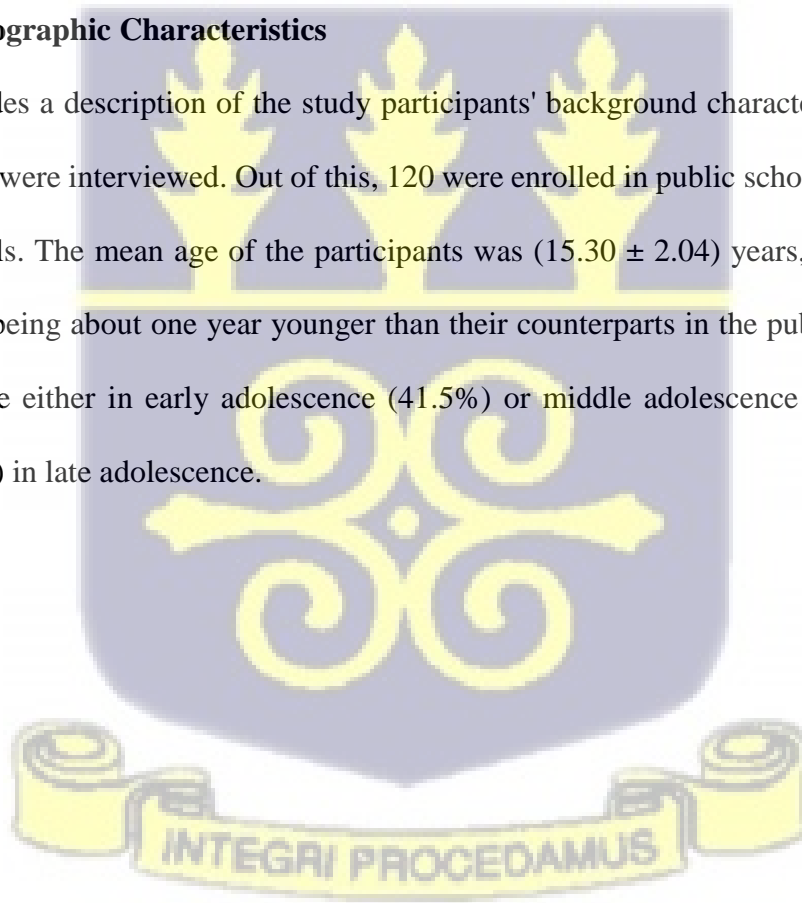 ographic Characteristics
les a description of the study participants' background characte
were interviewed. Out of this, 120 were enrolled in public scho
ls. The mean age of the participants was (15.30 ± 2.04) years,
being about one year younger than their counterparts in the pub
e either in early adolescence (41.5%) or middle adolescence
) in late adolescence.
INTEGRI PROCEDAMUS